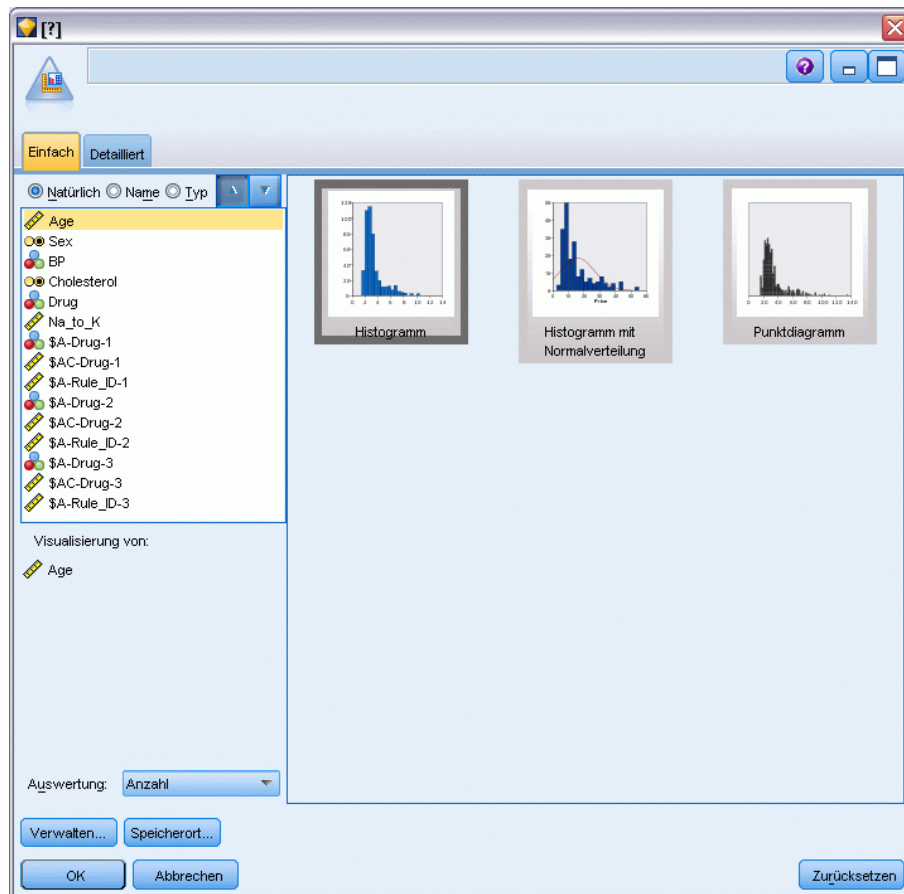 [?]
Einfach Detailliert
Natürlich Name Typ
Age
Sex
BP
Cholesterol
Drug
Na_to_K
$A-Drug-1
$AC-Drug-1
$A-Rule_ID-1
$A-Drug-2
$AC-Drug-2
$A-Rule_ID-2
$A-Drug-3
$AC-Drug-3
$A-Rule_ID-3
Histogramm
Histogramm mit
Normalverteilung
Punktdiagramm
Visualisierung von:
Age
Auswertung: Anzahl
Verwalten... Speicherort...
OK Abbrechen Zurücksetzen